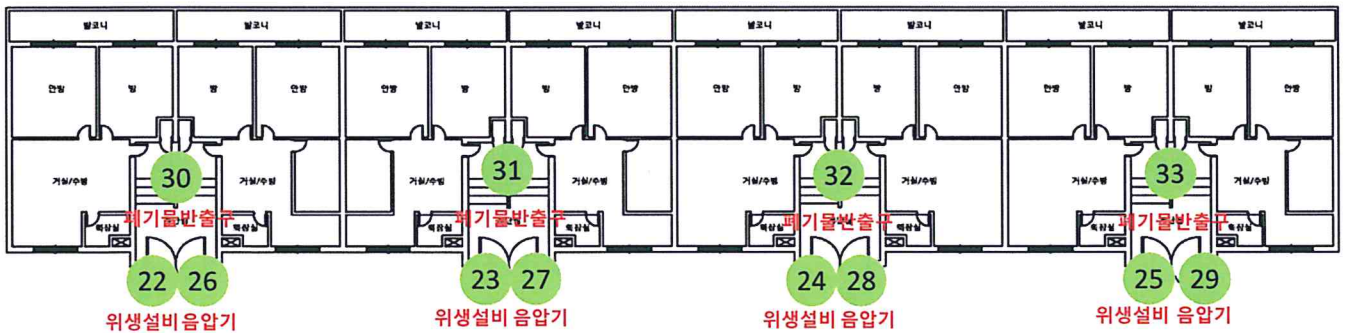 발코니 발코니 발코니 발코니 발코니 발코니 발코니 발코니
안방 방 방 안방 안방 방 방 안방 안방 방 방 안방 안방 방 방 안방
30 31 32 33
거실/주방 거실/주방 거실/주방 거실/주방 거실/주방 거실/주방 거실/주방 거실/주방
폐기물반출구 폐기물반출구 폐기물반출구 폐기물반출구
욕실 욕실 욕실 욕실
22 26 23 27 24 28 25 29
위생설비 음압기 위생설비 음압기 위생설비 음압기 위생설비 음압기